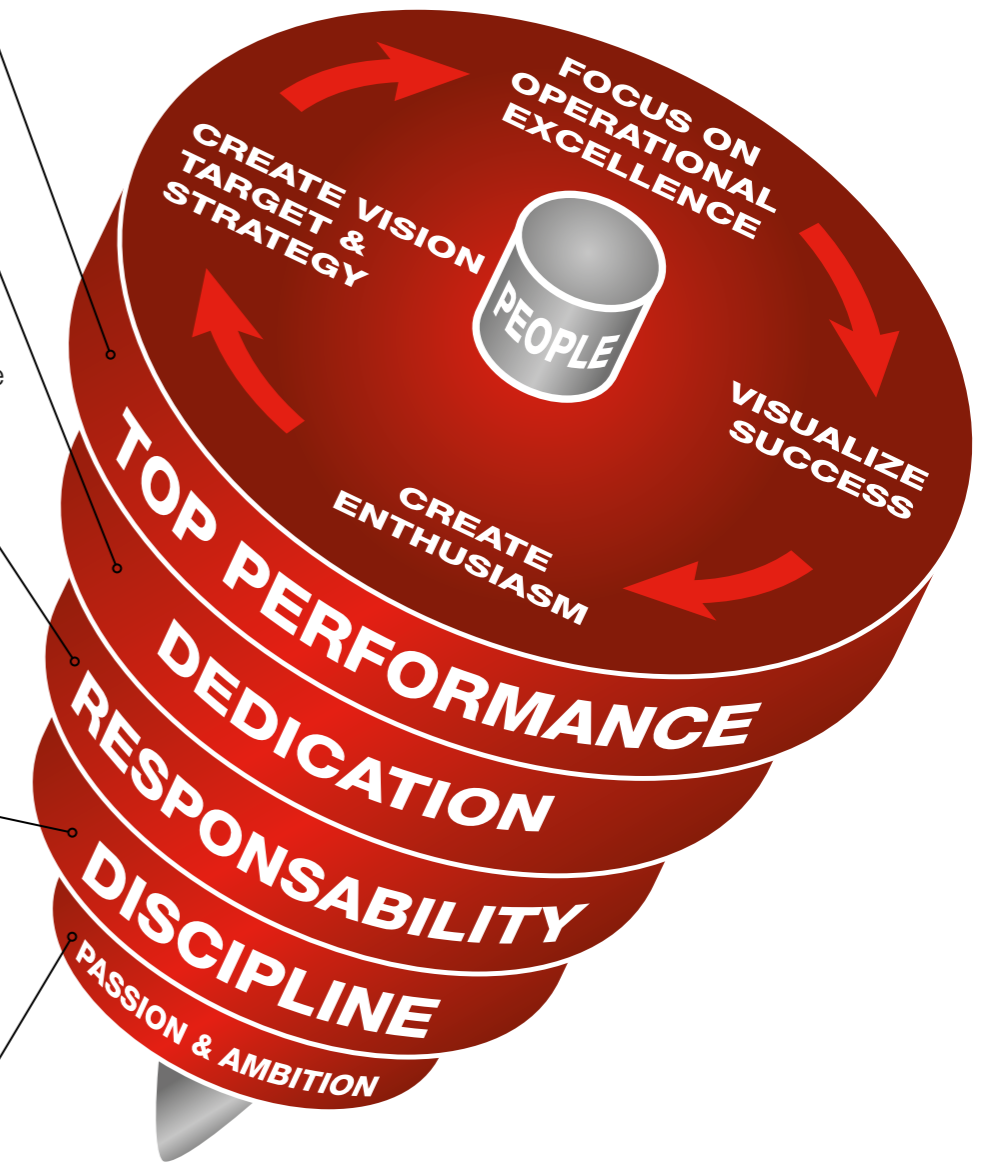 FOCUS ON
OPERATIONAL
EXCELLENCE
CREATE VISION
TARGET &
STRATEGY
PEOPLE
VISUALIZE
SUCCESS
CREATE
ENTHUSIASM
TOP PERFORMANCE
DEDICATION
RESPONSABILITY
DISCIPLINE
PASSION & AMBITION
e